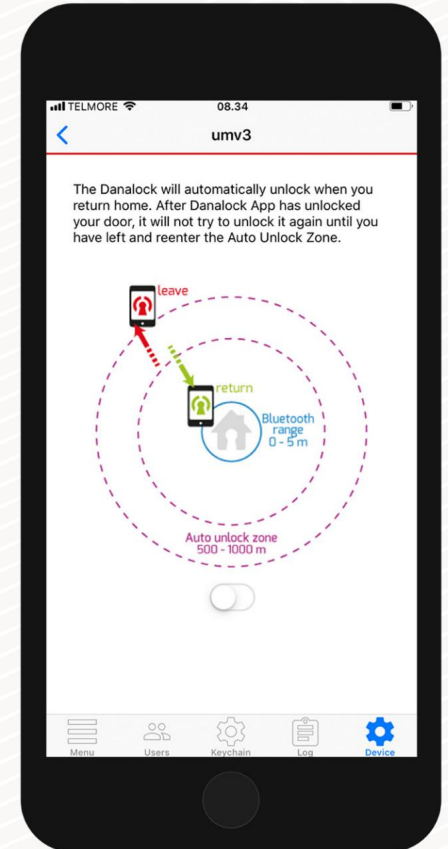 TELMORE 08.34
umv3
The Danalock will automatically unlock when you
return home. After Danalock App has unlocked
your door, it will not try to unlock it again until you
have left and reenter the Auto Unlock Zone.
leave
return
Bluetooth
range
0 - 5 m
Auto unlock zone
500 - 1000 m
Menu Users Keychain Log Device